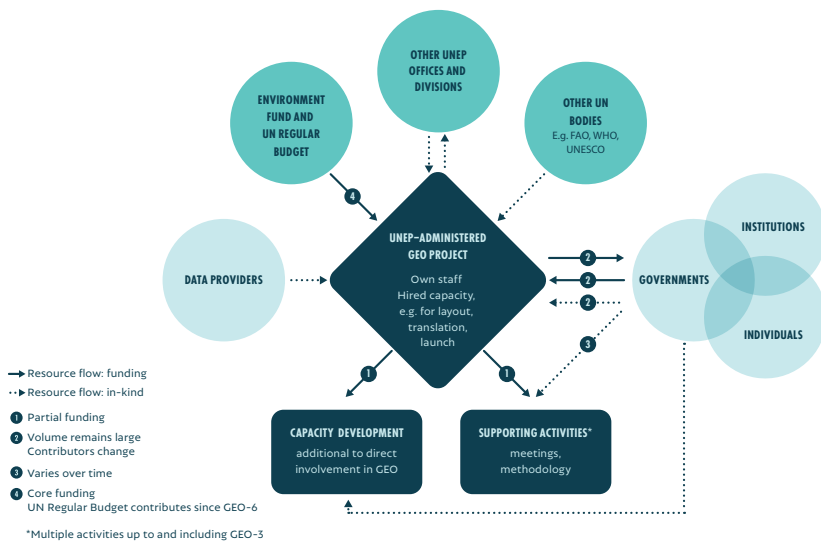 OTHER UNEP
OFFICES AND
DIVISIONS
ENVIRONMENT
FUND AND
UN REGULAR
BUDGET
OTHER UN
BODIES
E.g. FAO, WHO,
UNESCO
4
UNEP-ADMINISTERED
GEO PROJECT
Own staff
Hired capacity,
e.g. for layout,
translation,
launch
DATA PROVIDERS
2
2
2
3
GOVERNMENTS
INSTITUTIONS
INDIVIDUALS
1
1
CAPACITY DEVELOPMENT
additional to direct
involvement in GEO
SUPPORTING ACTIVITIES*
meetings,
methodology
Resource flow: funding
Resource flow: in-kind
1 Partial funding
2 Volume remains large
Contributors change
3 Varies over time
4 Core funding
UN Regular Budget contributes since GEO-6
*Multiple activities up to and including GEO-3